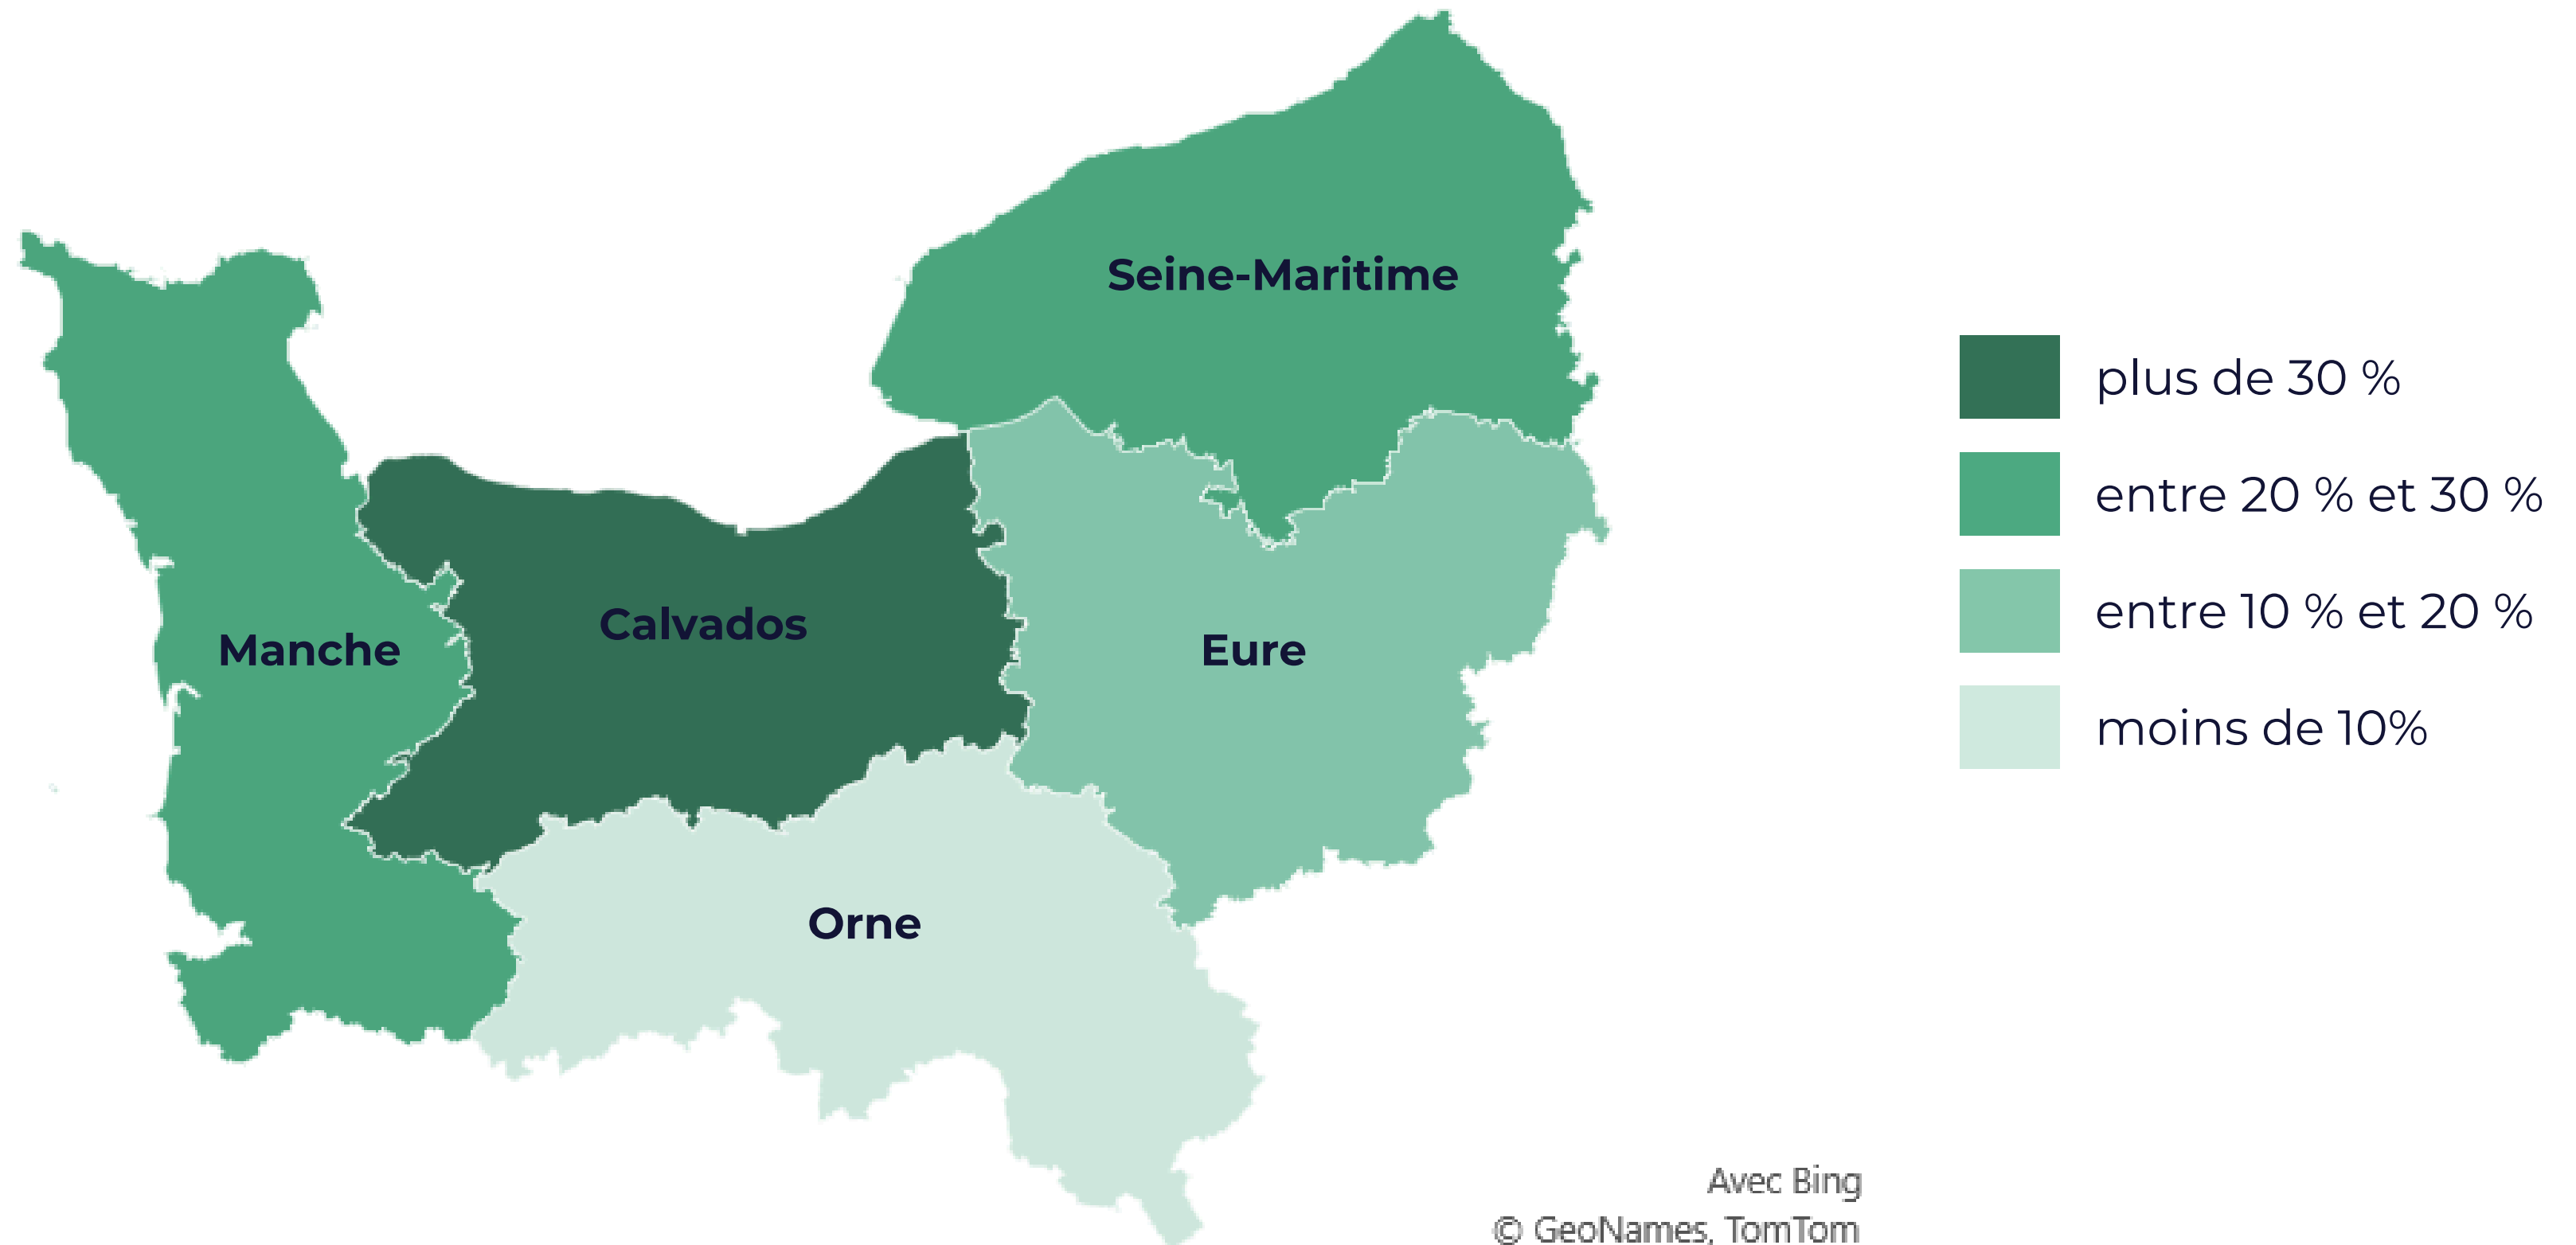 Seine-Maritime
Calvados
Manche
Eure
Orne
plus de 30 %
entre 20 % et 30 %
entre 10 % et 20 %
moins de 10%
Avec Bing
© GeoNames, TomTom